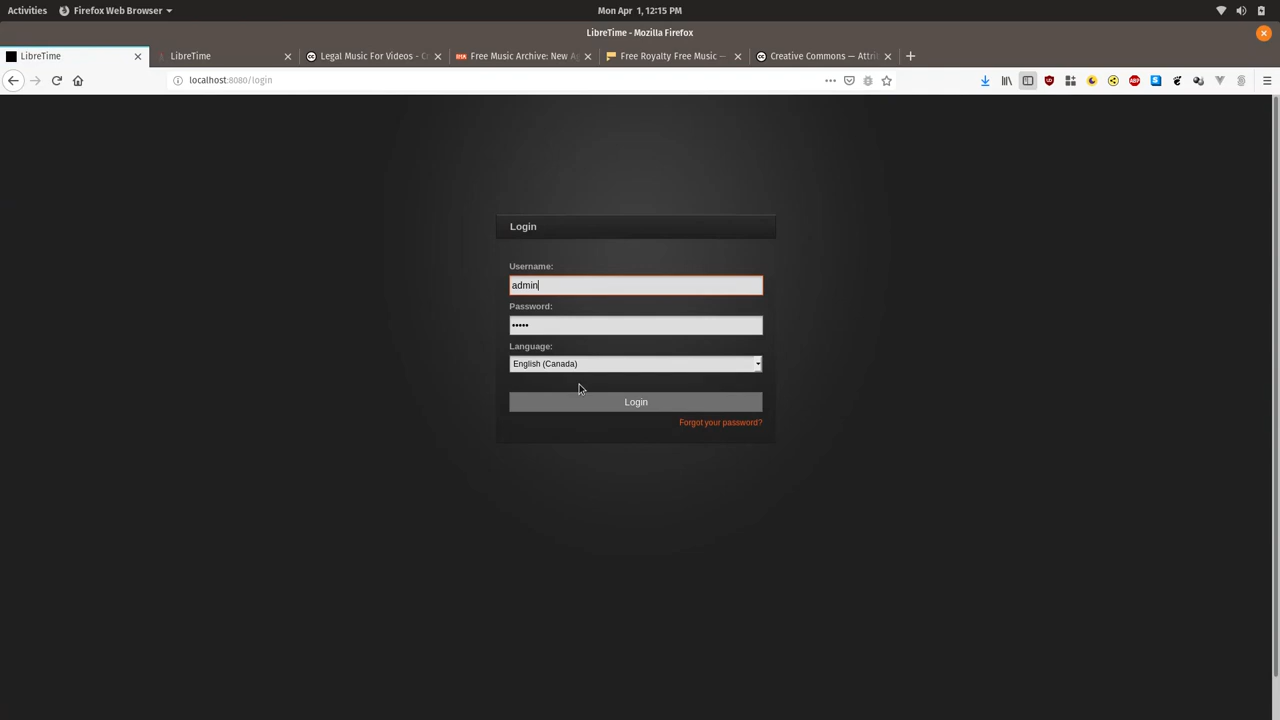 Activities Firefox Web Browser Mon Apr 1, 12:15 PM
LibreTime - Mozilla Firefox
LibreTime LibreTime Legal Music For Videos - C Free Music Archive: New A Free Royalty Free Music — Creative Commons — Attri
localhost:8080/login
Login
Username:
admin
Password:
•••••
Language:
English (Canada)
Login
Forgot your password?